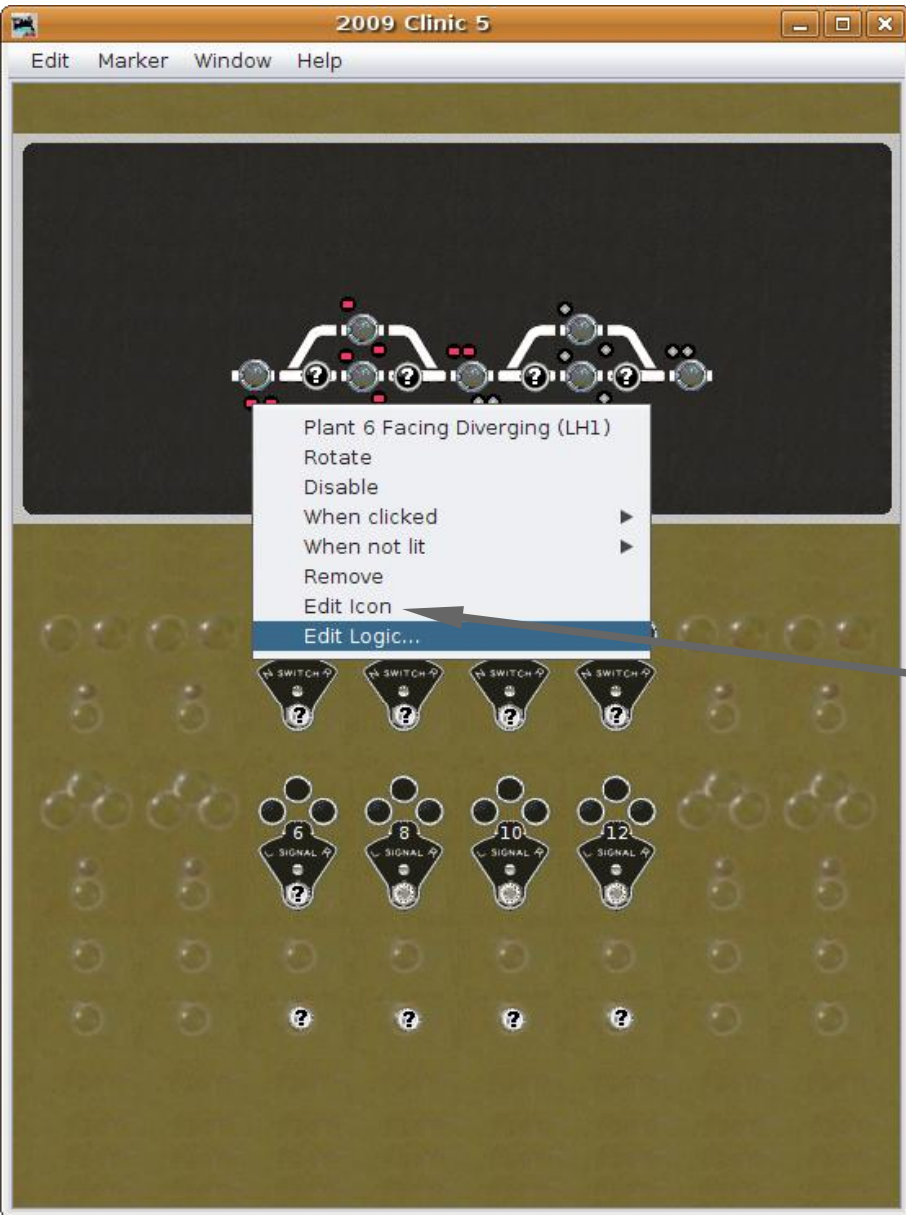 2009 Clinic 5
Edit Marker Window Help
? ? ? ?
Plant 6 Facing Diverging (LH1)
Rotate
Disable
When clicked
When not lit
Remove
Edit Icon
Edit Logic...
N SWITCH R N SWITCH R N SWITCH R N SWITCH R
? ? ? ?
6 8 10 12
L SIGNAL R L SIGNAL R L SIGNAL R L SIGNAL R
?
? ? ? ?